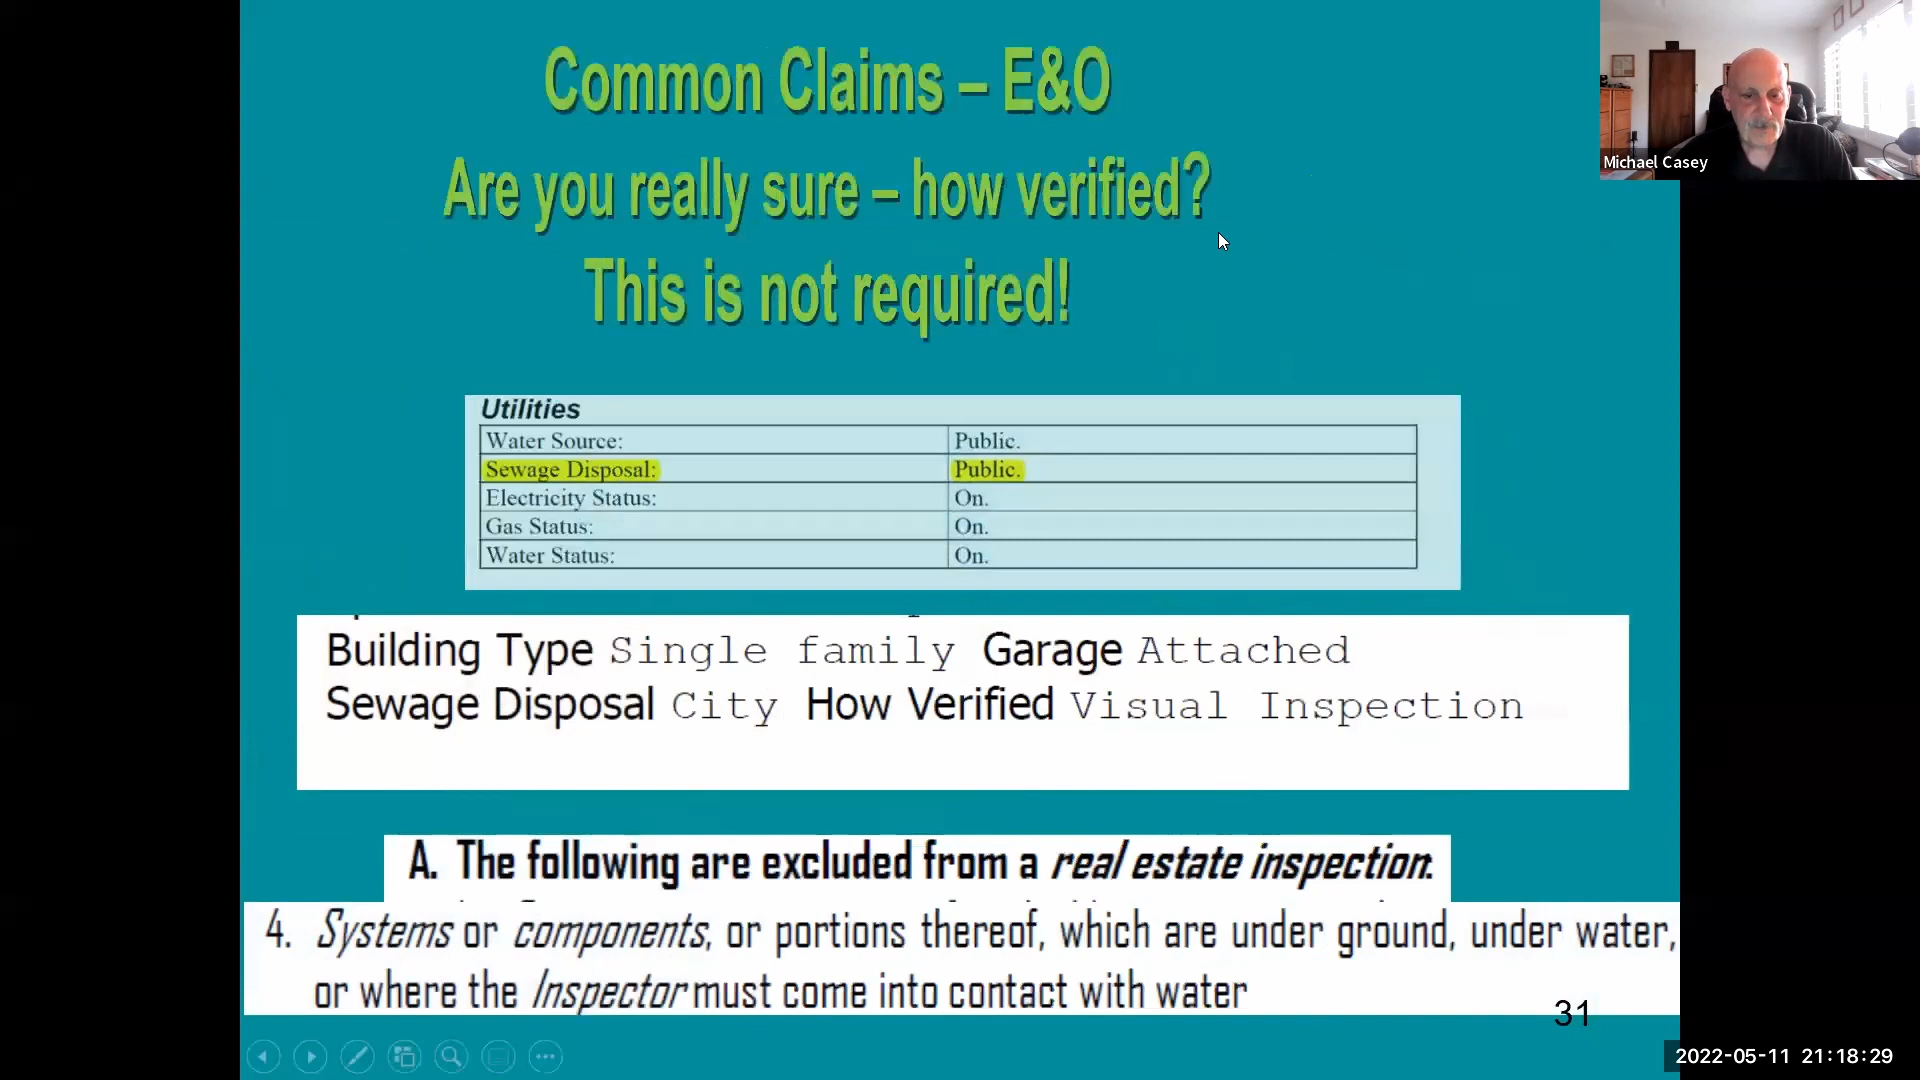 Common Claims – E&O
Are you really sure – how verified?
This is not required!
Michael Casey
Utilities
Water Source: Public.
Sewage Disposal: Public.
Electricity Status: On.
Gas Status: On.
Water Status: On.
Building Type Single family Garage Attached
Sewage Disposal City How Verified Visual Inspection
A. The following are excluded from a real estate inspection:
4. Systems or components, or portions thereof, which are under ground, under water,
or where the Inspector must come into contact with water
31
2022-05-11 21:18:29